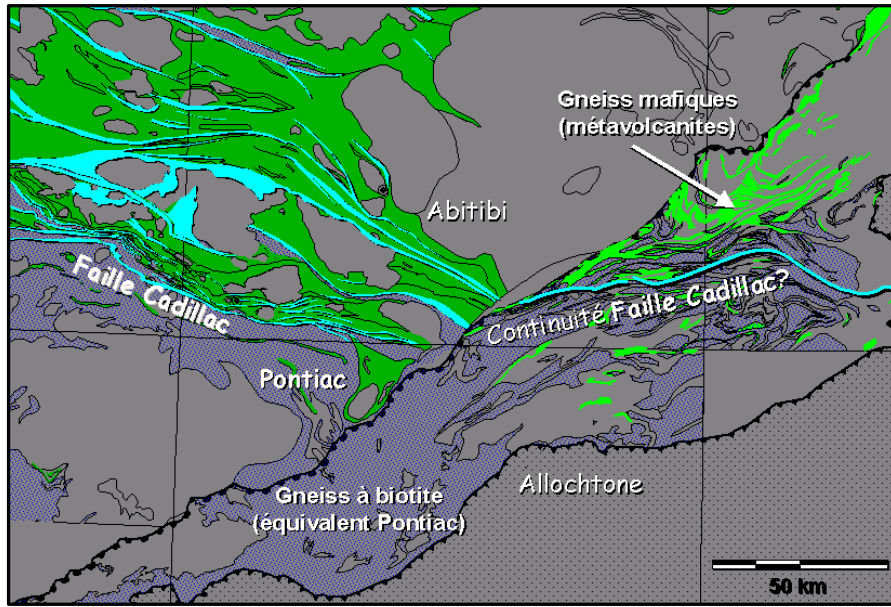 Gneiss mafiques
(métavolcanites)
Abitibi
Faille Cadillac
Continuité Faille Cadillac?
Pontiac
Allochtone
Gneiss à biotite
(équivalent Pontiac)
50 km